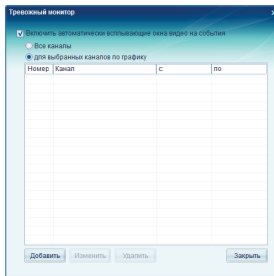 Тревожный монитор
Включить автоматически всплывающие окна видео на события
Все каналы
для выбранных каналов по графику
Номер Канал с: по
Добавить Изменить Удалить Закрыть